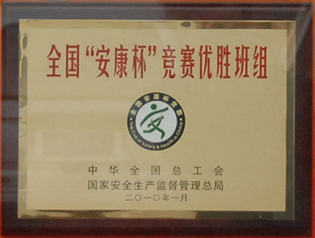 全国“安康杯”竞赛优胜班组
中华全国总工会
国家安全生产监督管理总局
二〇一〇年一月